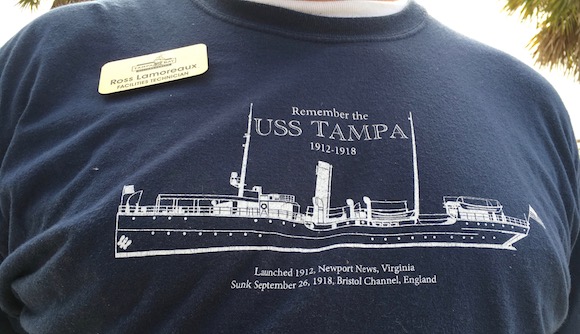 Ross Lamoreaux
FACILITIES TECHNICIAN
Remember the
USS TAMPA
1912-1918
Launched 1912, Newport News, Virginia
Sunk September 26, 1918, Bristol Channel, England